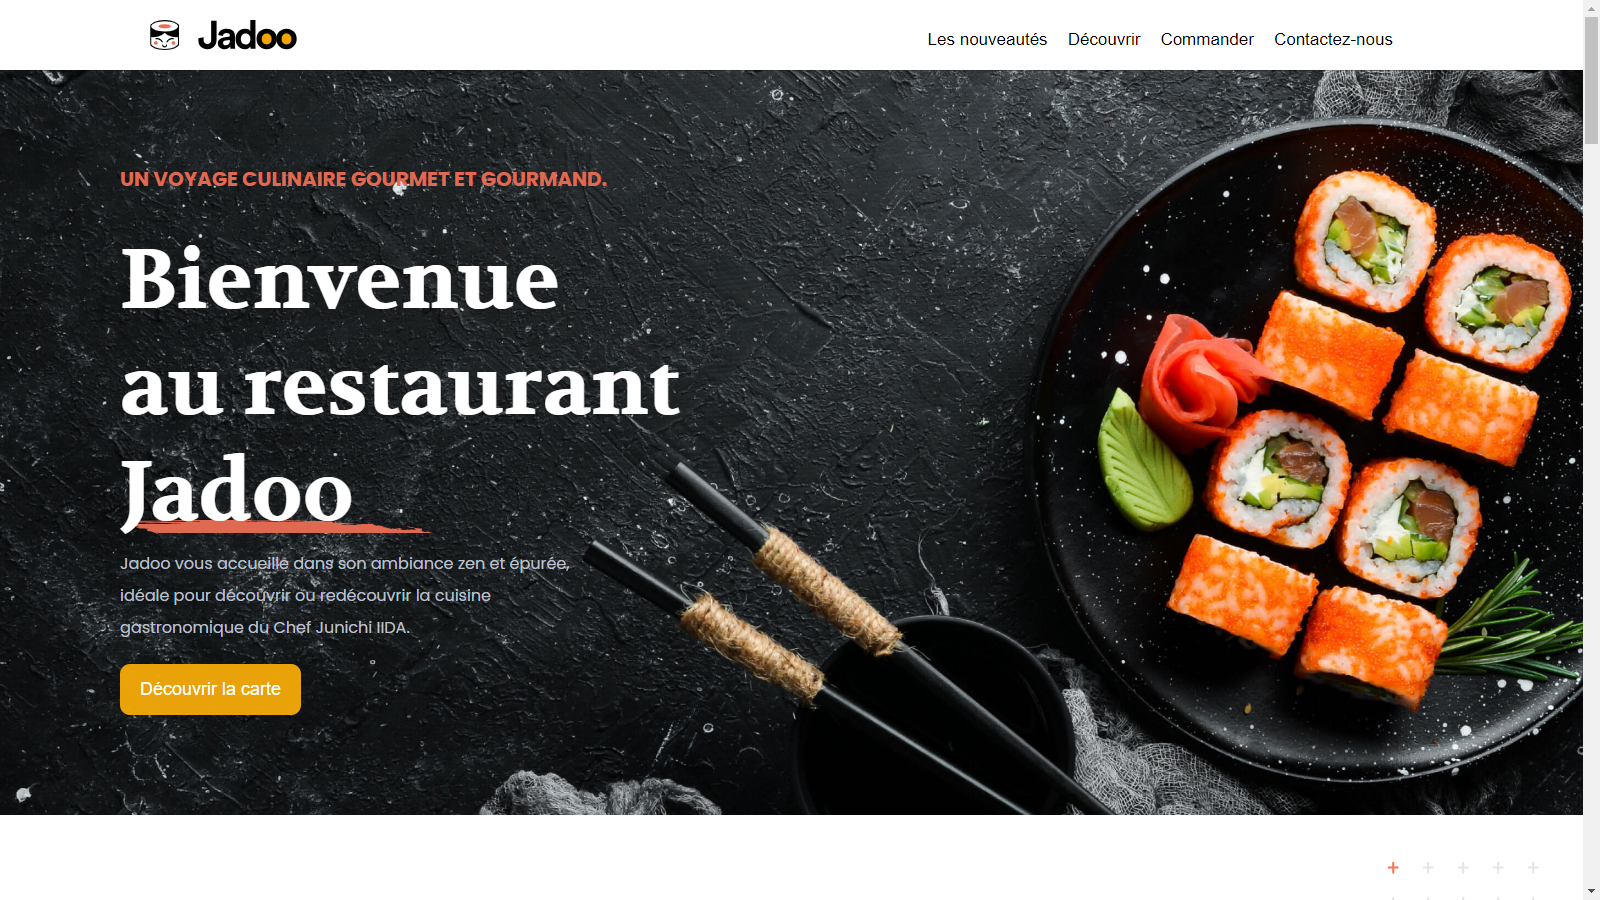 Jadoo
Les nouveautés Découvrir Commander Contactez-nous
UN VOYAGE CULINAIRE GOURMET ET GOURMAND.
Bienvenue
au restaurant
Jadoo
Jadoo vous accueille dans son ambiance zen et épurée,
idéale pour découvrir ou redécouvrir la cuisine
gastronomique du Chef Junichi IIDA.
Découvrir la carte